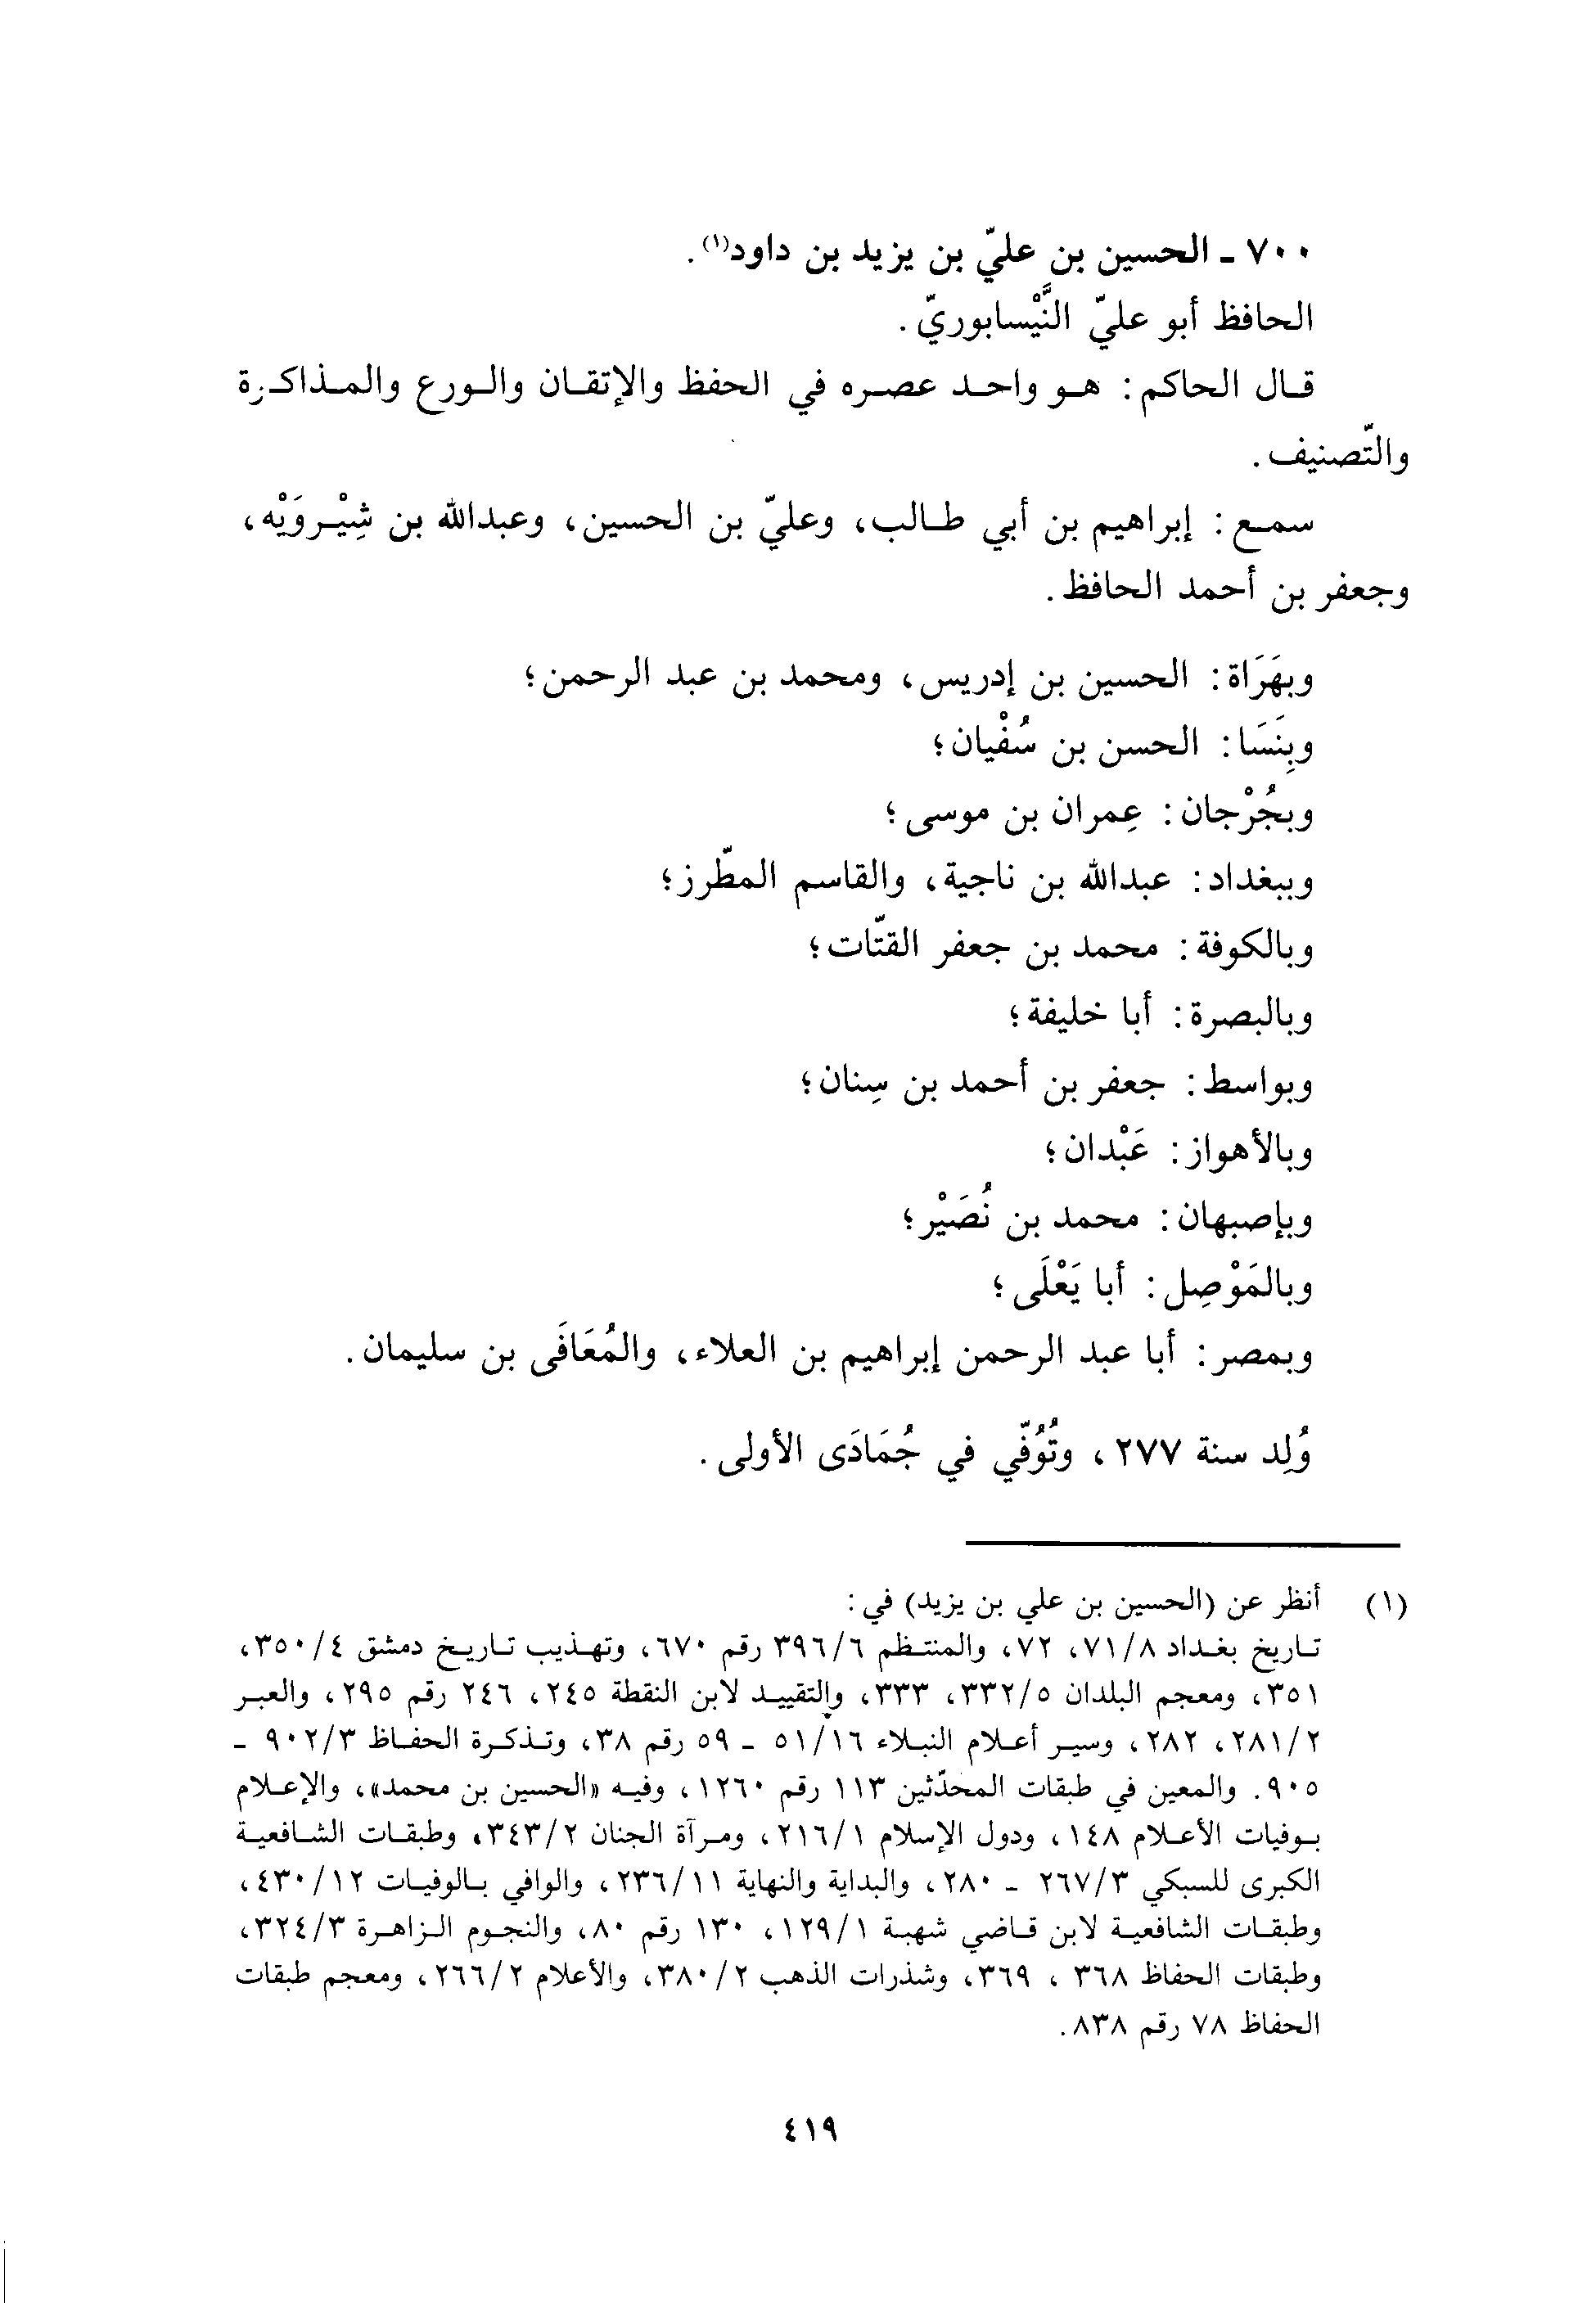 ٧٠٠ ـ الحسين بن عليّ بن يزيد بن داود(١).
الحافظ أبو عليّ النَّيْسابوريّ.
قال الحاكم: هو واحد عصره في الحفظ والإتقان والورع والمذاكرة
والتّصنيف.
سمع: إبراهيم بن أبي طالب، وعليّ بن الحسين، وعبدالله بن شِيْرَوَيْه،
وجعفر بن أحمد الحافظ.
وبهَرَاة: الحسين بن إدريس، ومحمد بن عبد الرحمن؛
وبِنَسَا: الحسن بن سُفْيان؛
وبجُرْجان: عِمران بن موسى؛
وببغداد: عبدالله بن ناجية، والقاسم المطّرز؛
وبالكوفة: محمد بن جعفر القتّات؛
وبالبصرة: أبا خليفة؛
وبواسط: جعفر بن أحمد بن سِنان؛
وبالأهواز: عَبْدان؛
وبإصبهان: محمد بن نُصَيْر؛
وبالمَوْصِل: أبا يَعْلَى؛
وبمصر: أبا عبد الرحمن إبراهيم بن العلاء، والمُعَافَى بن سليمان.
وُلِد سنة ٢٧٧، وتُوُفّي في جُمَادَى الأولى.
(١) أنظر عن (الحسين بن علي بن يزيد) في:
تاريخ بغداد ٧١/٨، ٧٢، والمنتظم ٣٩٦/٦ رقم ٦٧٠، وتهذيب تاريخ دمشق ٣٥٠/٤،
٣٥١، ومعجم البلدان ٣٣٢/٥، ٣٣٣، والتقييد لابن النقطة ٢٤٥، ٢٤٦ رقم ٢٩٥، والعبر
٢٨١/٢، ٢٨٢، وسير أعلام النبلاء ٥١/١٦ ـ ٥٩ رقم ٣٨، وتذكرة الحفاظ ٩٠٢/٣ ـ
٩٠٥. والمعين في طبقات المحدّثين ١١٣ رقم ١٢٦٠، وفيه «الحسين بن محمد»، والإعلام
بوفيات الأعلام ١٤٨، ودول الإسلام ٢١٦/١، ومرآة الجنان ٣٤٣/٢، وطبقات الشافعية
الكبرى للسبكي ٢٦٧/٣ ـ ٢٨٠، والبداية والنهاية ٢٣٦/١١، والوافي بالوفيات ٤٣٠/١٢،
وطبقات الشافعية لابن قاضي شهبة ١٢٩/١، ١٣٠ رقم ٨٠، والنجوم الزاهرة ٣٢٤/٣،
وطبقات الحفاظ ٣٦٨، ٣٦٩، وشذرات الذهب ٣٨٠/٢، والأعلام ٢٦٦/٢، ومعجم طبقات
الحفاظ ٧٨ رقم ٨٣٨.
٤١٩